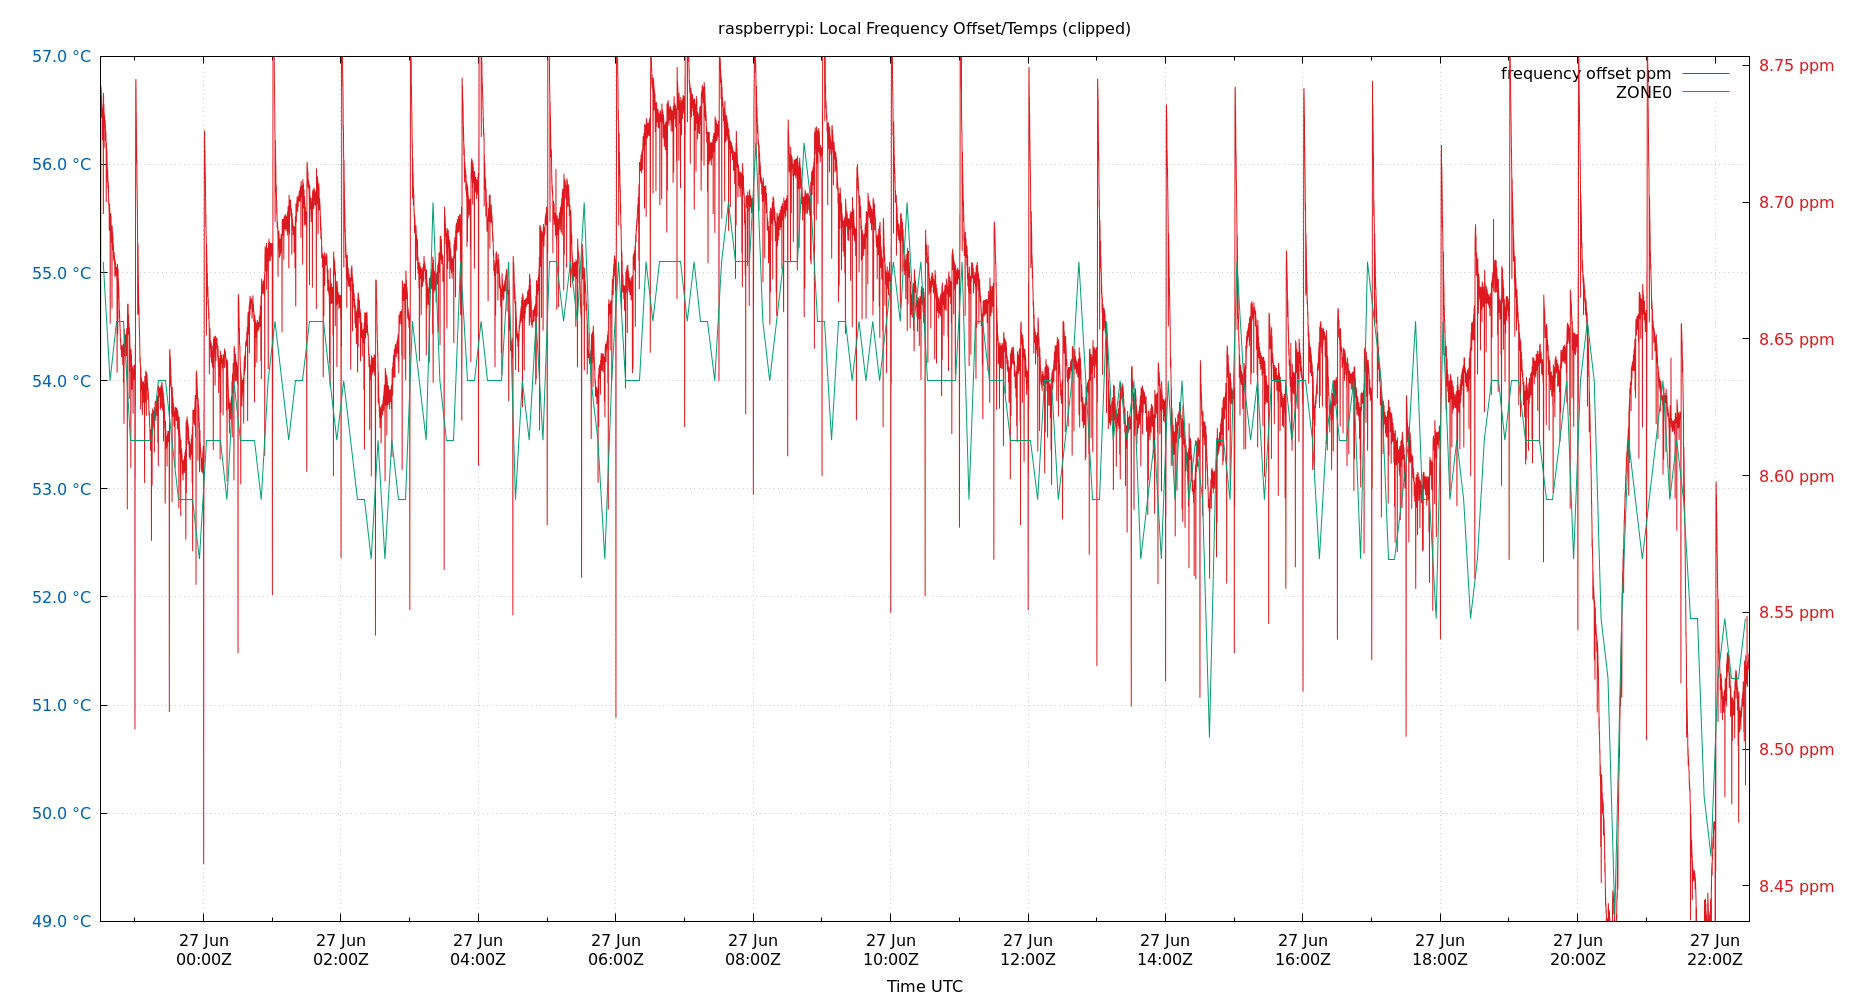 raspberrypi: Local Frequency Offset/Temps (clipped)
57.0 °C
56.0 °C
55.0 °C
54.0 °C
53.0 °C
52.0 °C
51.0 °C
50.0 °C
49.0 °C
frequency offset ppm
ZONE0
8.75 ppm
8.70 ppm
8.65 ppm
8.60 ppm
8.55 ppm
8.50 ppm
8.45 ppm
27 Jun 27 Jun 27 Jun 27 Jun 27 Jun 27 Jun 27 Jun 27 Jun 27 Jun 27 Jun 27 Jun 27 Jun
00:00Z 02:00Z 04:00Z 06:00Z 08:00Z 10:00Z 12:00Z 14:00Z 16:00Z 18:00Z 20:00Z 22:00Z
Time UTC